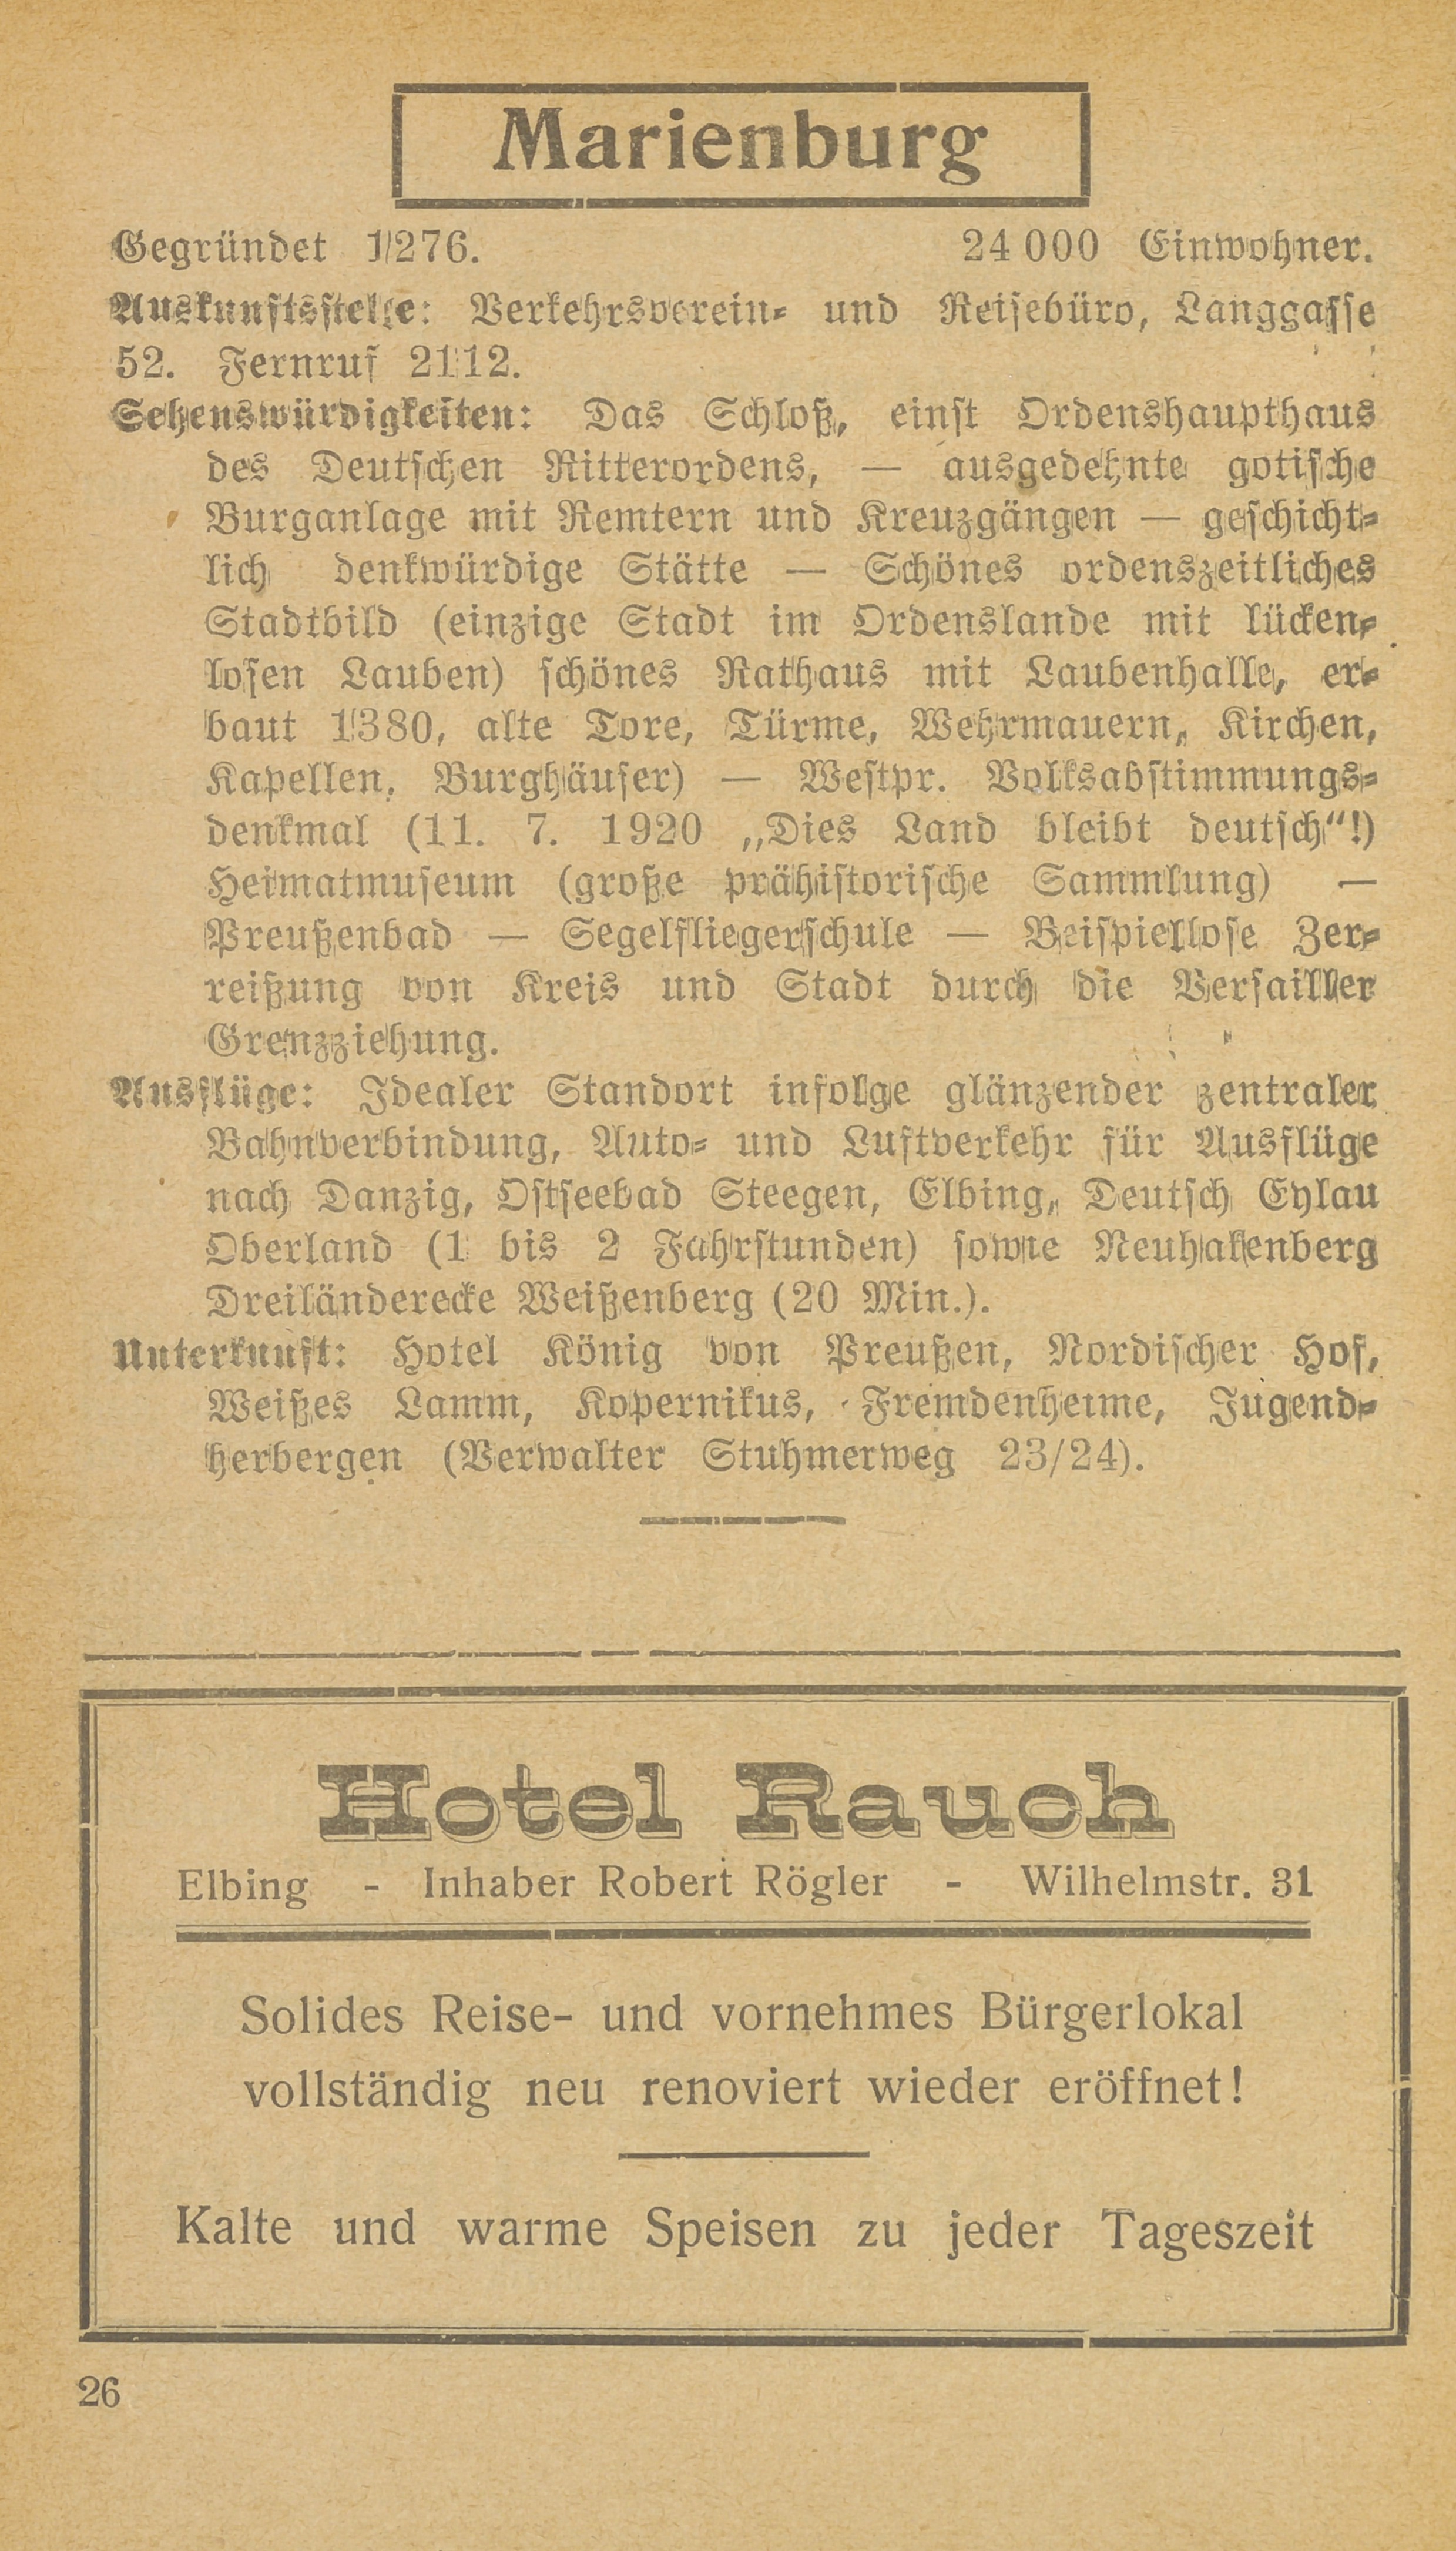 Marienburg
Gegründet 1276. 24 000 Einwohner.
Auskunftsstelle: Verkehrsverein- und Reisebüro, Langgasse
52. Fernruf 2112.
Sehenswürdigkeiten: Das Schloß, einst Ordenshaupthaus
des Deutschen Ritterordens, — ausgedehnte gotische
Burganlage mit Remtern und Kreuzgängen — geschicht-
lich denkwürdige Stätte — Schönes ordenszeitliches
Stadtbild (einzige Stadt im Ordenslande mit lücken-
losen Lauben) schönes Rathaus mit Laubenhalle, er-
baut 1380, alte Tore, Türme, Wehrmauern, Kirchen,
Kapellen, Burghäuser) — Westpr. Volksabstimmungs-
denkmal (11. 7. 1920 „Dies Land bleibt deutsch“!)
Heimatmuseum (große prähistorische Sammlung) —
Preußenbad — Segelfliegerschule — Beispiellose Zer-
reißung von Kreis und Stadt durch die Versailler
Grenzziehung.
Ausflüge: Idealer Standort infolge glänzender zentraler
Bahnverbindung, Auto- und Luftverkehr für Ausflüge
nach Danzig, Ostseebad Steegen, Elbing, Deutsch Eylau
Oberland (1 bis 2 Fahrstunden) sowie Neuhakenberg
Dreiländerecke Weißenberg (20 Min.).
Unterkunft: Hotel König von Preußen, Nordischer Hof,
Weißes Lamm, Kopernikus, Fremdenheime, Jugend-
herbergen (Verwalter Stuhmerweg 23/24).
Hotel Rauch
Elbing - Inhaber Robert Rögler - Wilhelmstr. 31
Solides Reise- und vornehmes Bürgerlokal
vollständig neu renoviert wieder eröffnet!
Kalte und warme Speisen zu jeder Tageszeit
26